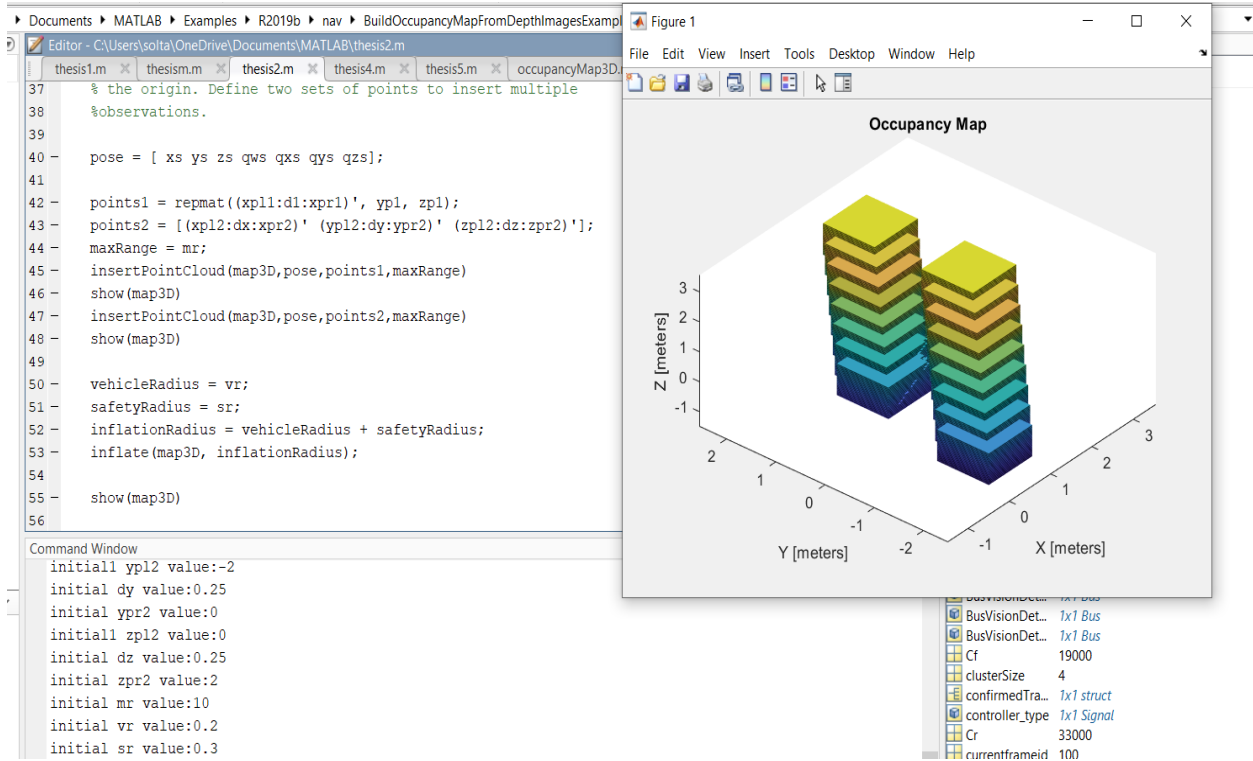 Documents ▸ MATLAB ▸ Examples ▸ R2019b ▸ nav ▸ BuildOccupancyMapFromDepthImagesExampl
Editor - C:\Users\solta\OneDrive\Documents\MATLAB\thesis2.m
thesis1.m thesism.m thesis2.m thesis4.m thesis5.m occupancyMap3D.
37 % the origin. Define two sets of points to insert multiple
38 %observations.
39
40 – pose = [ xs ys zs qws qxs qys qzs];
41
42 – points1 = repmat((xpl1:d1:xpr1)', yp1, zp1);
43 – points2 = [(xpl2:dx:xpr2)' (ypl2:dy:ypr2)' (zpl2:dz:zpr2)'];
44 – maxRange = mr;
45 – insertPointCloud(map3D,pose,points1,maxRange)
46 – show(map3D)
47 – insertPointCloud(map3D,pose,points2,maxRange)
48 – show(map3D)
49
50 – vehicleRadius = vr;
51 – safetyRadius = sr;
52 – inflationRadius = vehicleRadius + safetyRadius;
53 – inflate(map3D, inflationRadius);
54
55 – show(map3D)
56
Command Window
initial1 ypl2 value:-2
initial dy value:0.25
initial ypr2 value:0
initial1 zpl2 value:0
initial dz value:0.25
initial zpr2 value:2
initial mr value:10
initial vr value:0.2
initial sr value:0.3
Figure 1
File Edit View Insert Tools Desktop Window Help
Occupancy Map
Z [meters]
3
2
1
0
-1
2
1
0
-1
-2
Y [meters]
-1
0
1
2
3
X [meters]
BusVisionDet... 1x1 Bus
BusVisionDet... 1x1 Bus
BusVisionDet... 1x1 Bus
Cf 19000
clusterSize 4
confirmedTra... 1x1 struct
controller_type 1x1 Signal
Cr 33000
currentframeid 100